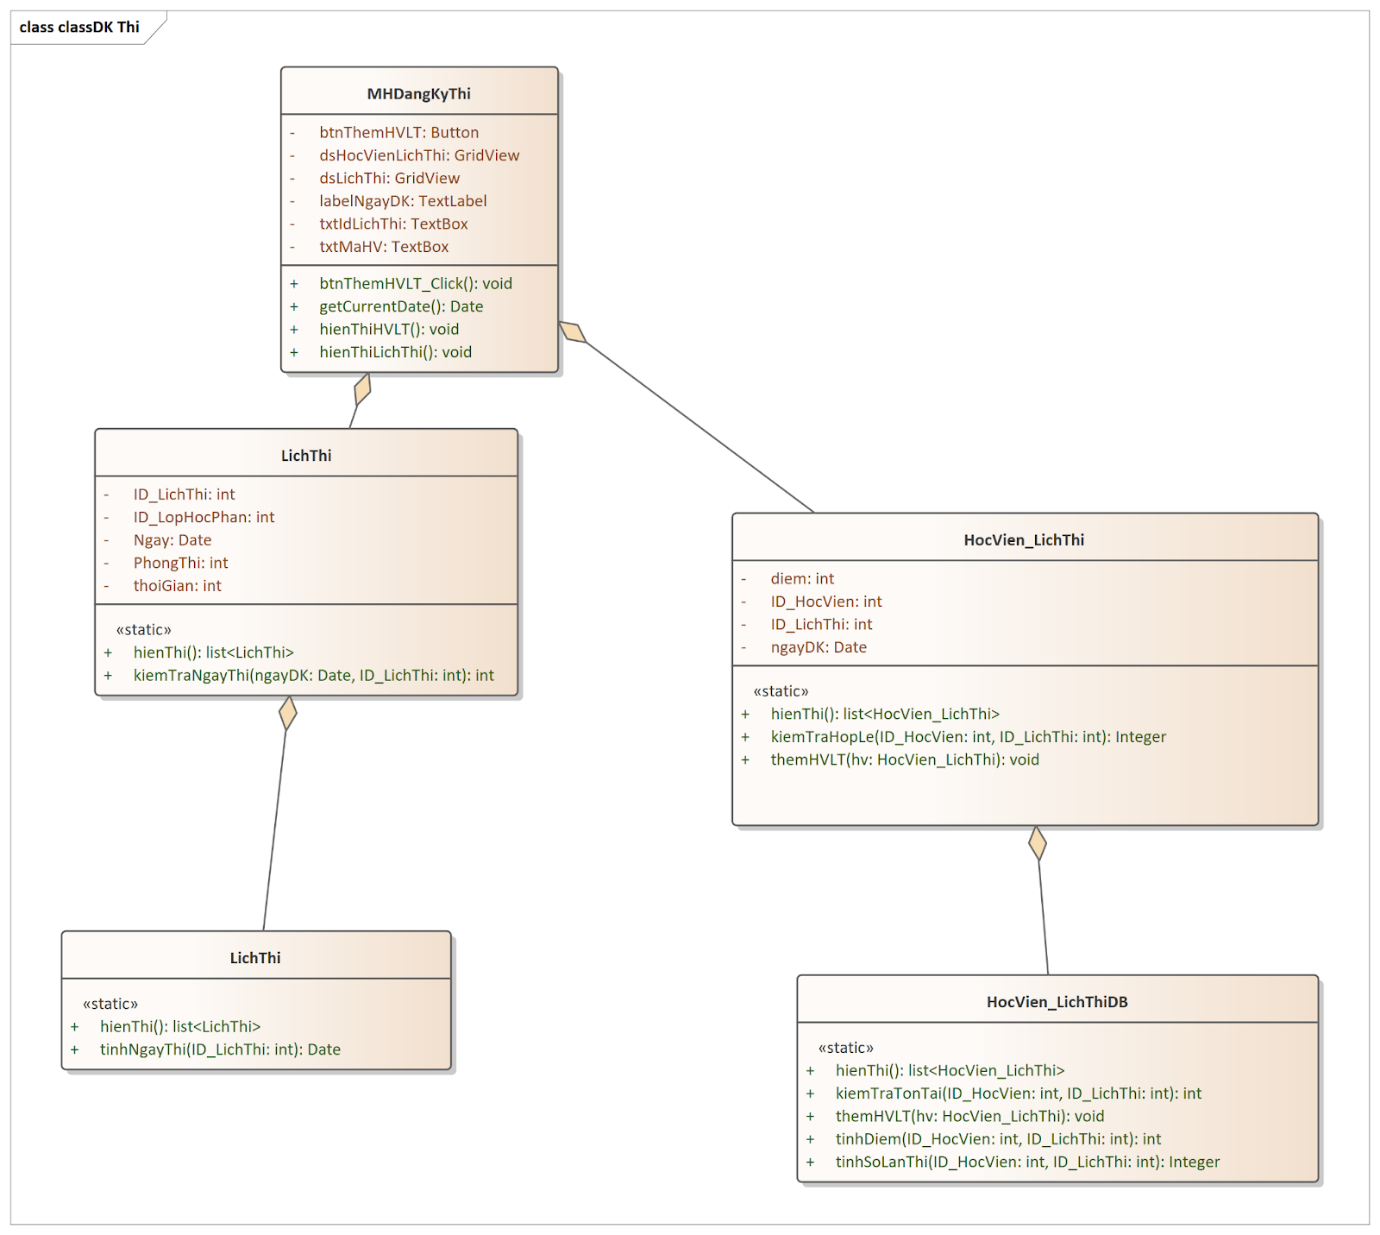 class classDK Thi
MHDangKyThi
- btnThemHVLT: Button
- dsHocVienLichThi: GridView
- dsLichThi: GridView
- labelNgayDK: TextLabel
- txtIdLichThi: TextBox
- txtMaHV: TextBox
+ btnThemHVLT_Click(): void
+ getCurrentDate(): Date
+ hienThiHVLT(): void
+ hienThiLichThi(): void
LichThi
- ID_LichThi: int
- ID_LopHocPhan: int
- Ngay: Date
- PhongThi: int
- thoiGian: int
«static»
+ hienThi(): list<LichThi>
+ kiemTraNgayThi(ngayDK: Date, ID_LichThi: int): int
HocVien_LichThi
- diem: int
- ID_HocVien: int
- ID_LichThi: int
- ngayDK: Date
«static»
+ hienThi(): list<HocVien_LichThi>
+ kiemTraHopLe(ID_HocVien: int, ID_LichThi: int): Integer
+ themHVLT(hv: HocVien_LichThi): void
LichThi
«static»
+ hienThi(): list<LichThi>
+ tinhNgayThi(ID_LichThi: int): Date
HocVien_LichThiDB
«static»
+ hienThi(): list<HocVien_LichThi>
+ kiemTraTonTai(ID_HocVien: int, ID_LichThi: int): int
+ themHVLT(hv: HocVien_LichThi): void
+ tinhDiem(ID_HocVien: int, ID_LichThi: int): int
+ tinhSoLanThi(ID_HocVien: int, ID_LichThi: int): Integer